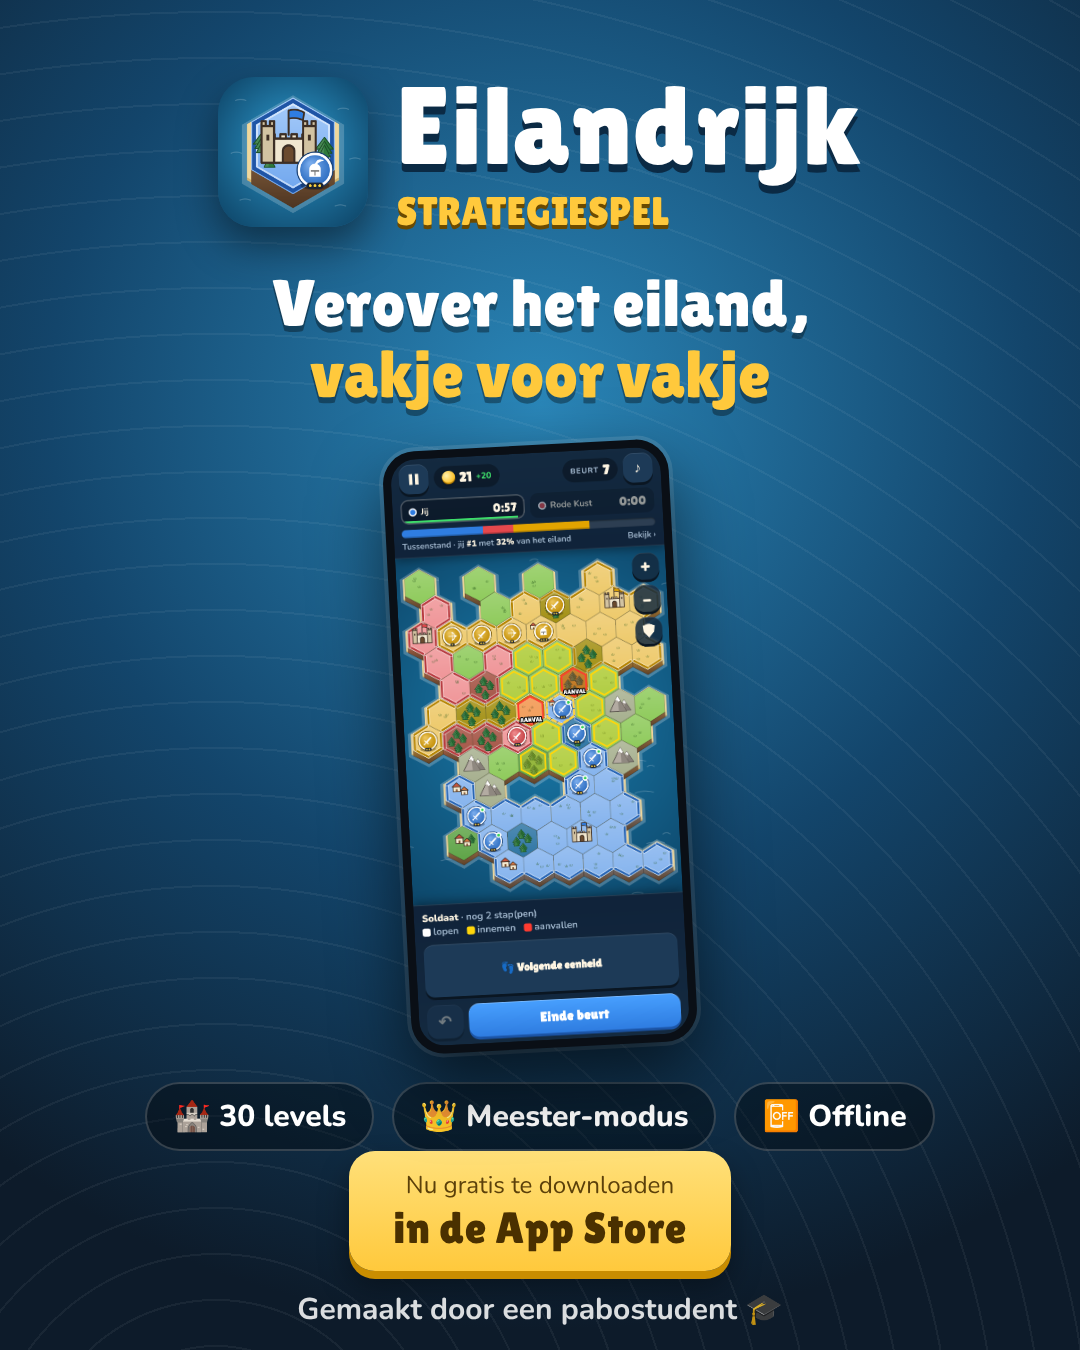 Eilandrijk
STRATEGIESPEL
Verover het eiland,
vakje voor vakje
21 +20
BEURT 7
Jij 0:57
Rode Kust 0:00
Tussenstand · jij #1 met 32% van het eiland
Bekijk ›
AANVAL
AANVAL
Soldaat · nog 2 stap(pen)
lopen innemen aanvallen
Volgende eenheid
Einde beurt
30 levels
Meester-modus
OFF Offline
Nu gratis te downloaden
in de App Store
Gemaakt door een pabostudent